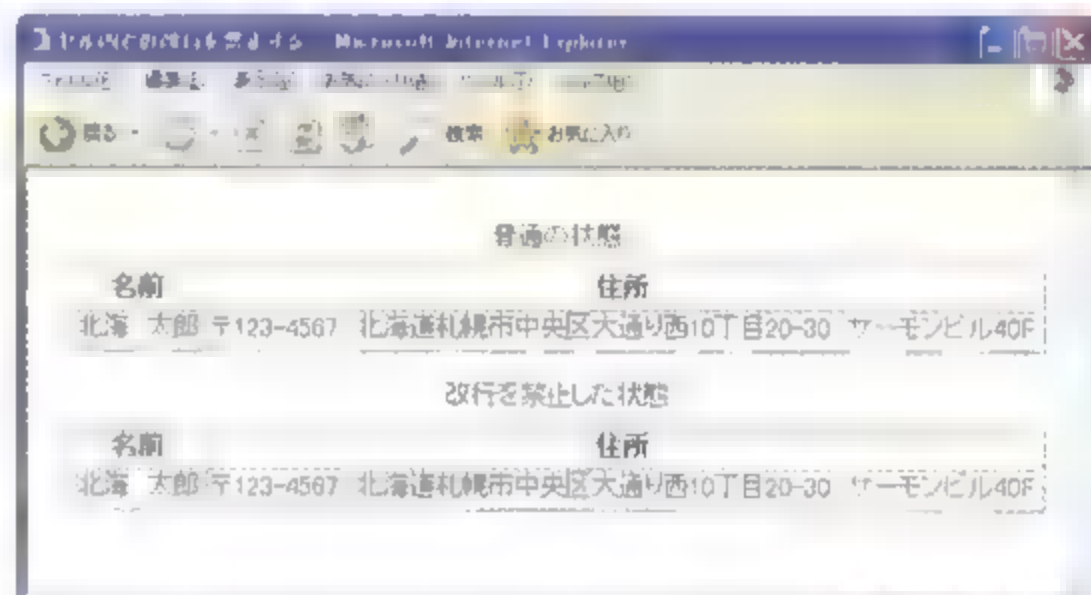 Microsoft Internet Explorer
戻る 検索 お気に入り
普通の状態
名前 住所
北海 太郎 〒123-4567 北海道札幌市中央区大通り西10丁目20-30 サーモンビル40F
改行を禁止した状態
名前 住所
北海 太郎 〒123-4567 北海道札幌市中央区大通り西10丁目20-30 サーモンビル40F